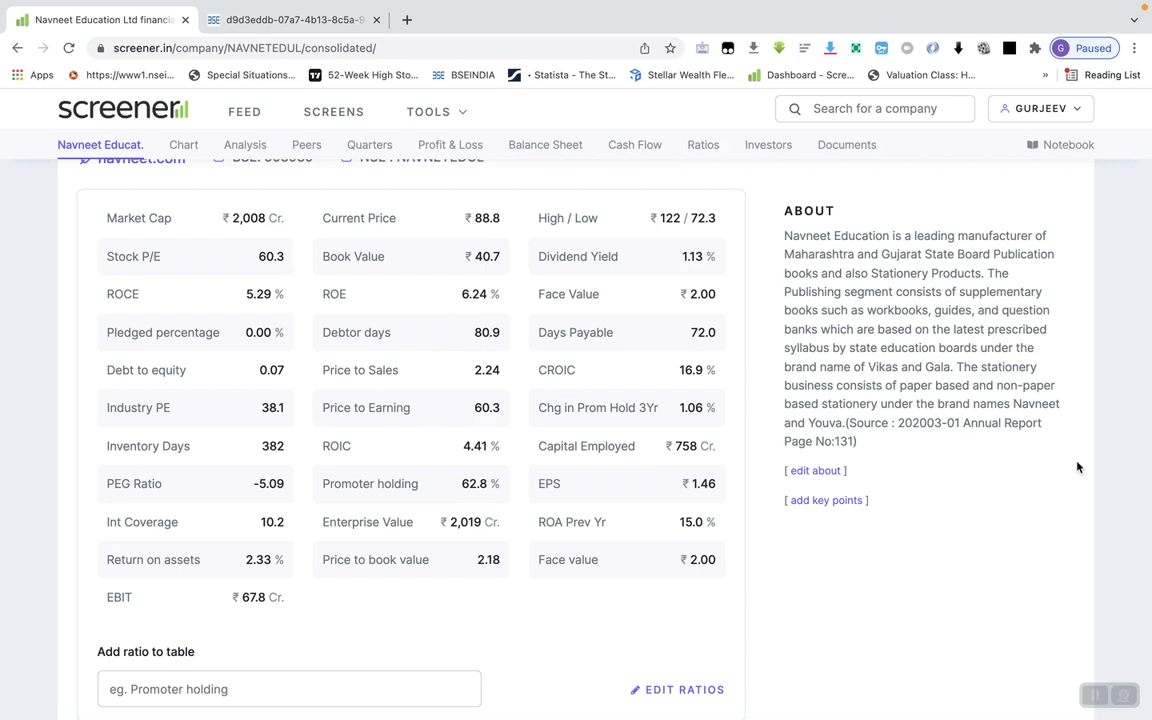 Navneet Education Ltd financia
d9d3eddb-07a7-4b13-8c5a-9
screener.in/company/NAVNETEDUL/consolidated/
G Paused
Apps https://www1.nsei... Special Situations... 52-Week High Sto... BSEINDIA • Statista - The St... Stellar Wealth Fle... Dashboard - Scre... Valuation Class: H... » Reading List
screener
FEED SCREENS TOOLS
Search for a company
GURJEEV
Navneet Educat. Chart Analysis Peers Quarters Profit & Loss Balance Sheet Cash Flow Ratios Investors Documents Notebook
navneet.com
NSE : NAVNETEDUL
Market Cap ₹ 2,008 Cr. Current Price ₹ 88.8 High / Low ₹ 122 / 72.3
Stock P/E 60.3 Book Value ₹ 40.7 Dividend Yield 1.13 %
ROCE 5.29 % ROE 6.24 % Face Value ₹ 2.00
Pledged percentage 0.00 % Debtor days 80.9 Days Payable 72.0
Debt to equity 0.07 Price to Sales 2.24 CROIC 16.9 %
Industry PE 38.1 Price to Earning 60.3 Chg in Prom Hold 3Yr 1.06 %
Inventory Days 382 ROIC 4.41 % Capital Employed ₹ 758 Cr.
PEG Ratio -5.09 Promoter holding 62.8 % EPS ₹ 1.46
Int Coverage 10.2 Enterprise Value ₹ 2,019 Cr. ROA Prev Yr 15.0 %
Return on assets 2.33 % Price to book value 2.18 Face value ₹ 2.00
EBIT ₹ 67.8 Cr.
Add ratio to table
eg. Promoter holding
EDIT RATIOS
ABOUT
Navneet Education is a leading manufacturer of
Maharashtra and Gujarat State Board Publication
books and also Stationery Products. The
Publishing segment consists of supplementary
books such as workbooks, guides, and question
banks which are based on the latest prescribed
syllabus by state education boards under the
brand name of Vikas and Gala. The stationery
business consists of paper based and non-paper
based stationery under the brand names Navneet
and Youva.(Source : 202003-01 Annual Report
Page No:131)
[ edit about ]
[ add key points ]